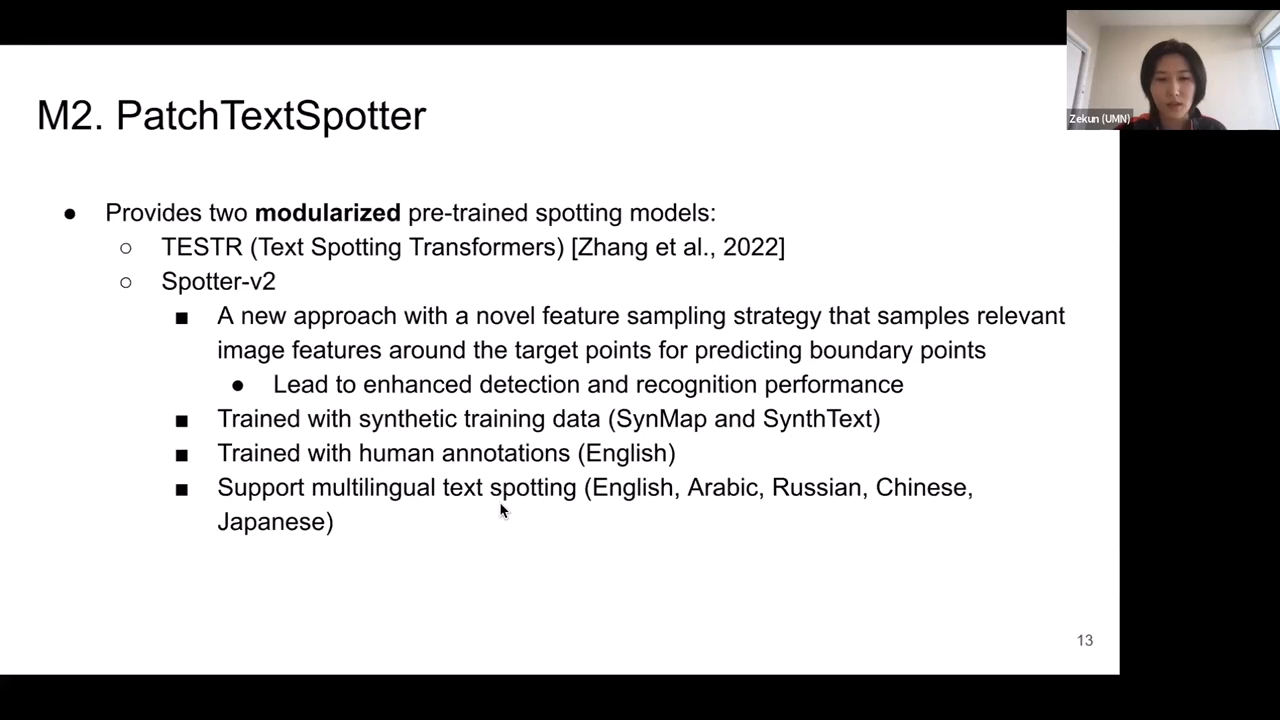 M2. PatchTextSpotter
Zekun (UMN)
● Provides two modularized pre-trained spotting models:
○ TESTR (Text Spotting Transformers) [Zhang et al., 2022]
○ Spotter-v2
■ A new approach with a novel feature sampling strategy that samples relevant
image features around the target points for predicting boundary points
● Lead to enhanced detection and recognition performance
■ Trained with synthetic training data (SynMap and SynthText)
■ Trained with human annotations (English)
■ Support multilingual text spotting (English, Arabic, Russian, Chinese,
Japanese)
13